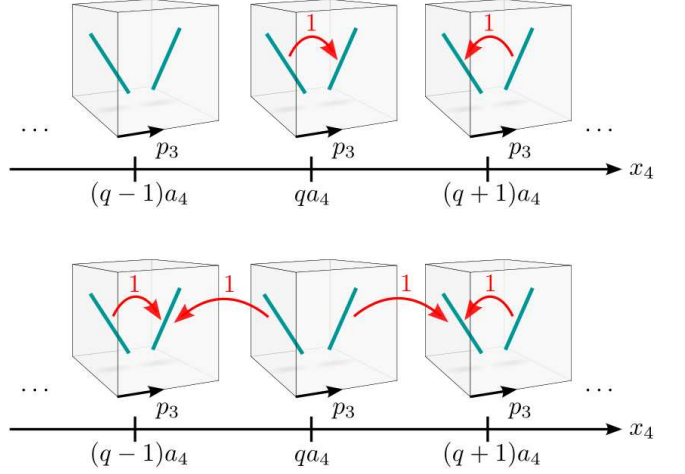 1 1
... p₃ p₃ p₃ ...
x₄
(q − 1)a₄ qa₄ (q + 1)a₄
1 1 1 1
... p₃ p₃ p₃ ...
x₄
(q − 1)a₄ qa₄ (q + 1)a₄